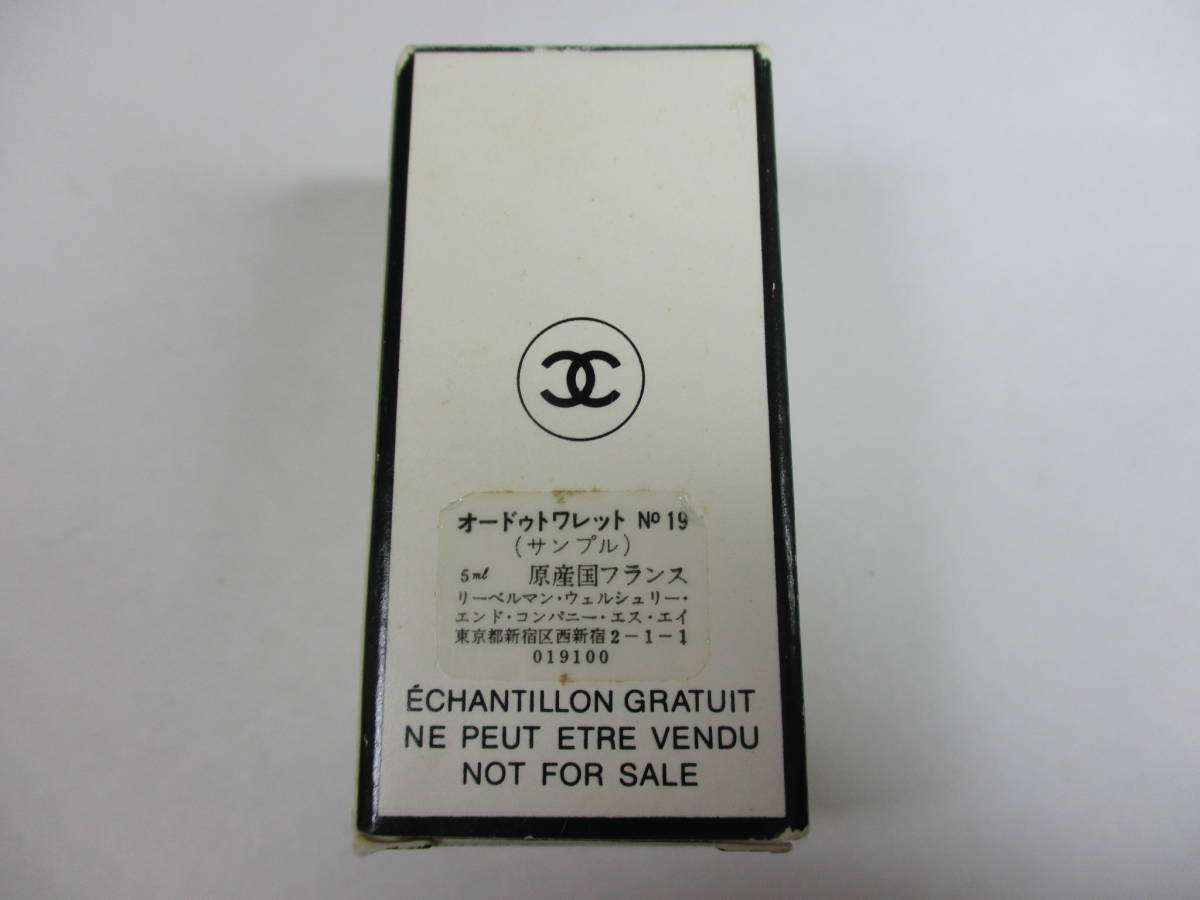 オードゥトワレット Nº 19
(サンプル)
5ml 原産国フランス
リーベルマン・ウェルシュリー・
エンド・コンパニー・エス・エイ
東京都新宿区西新宿2-1-1
019100
ÉCHANTILLON GRATUIT
NE PEUT ETRE VENDU
NOT FOR SALE